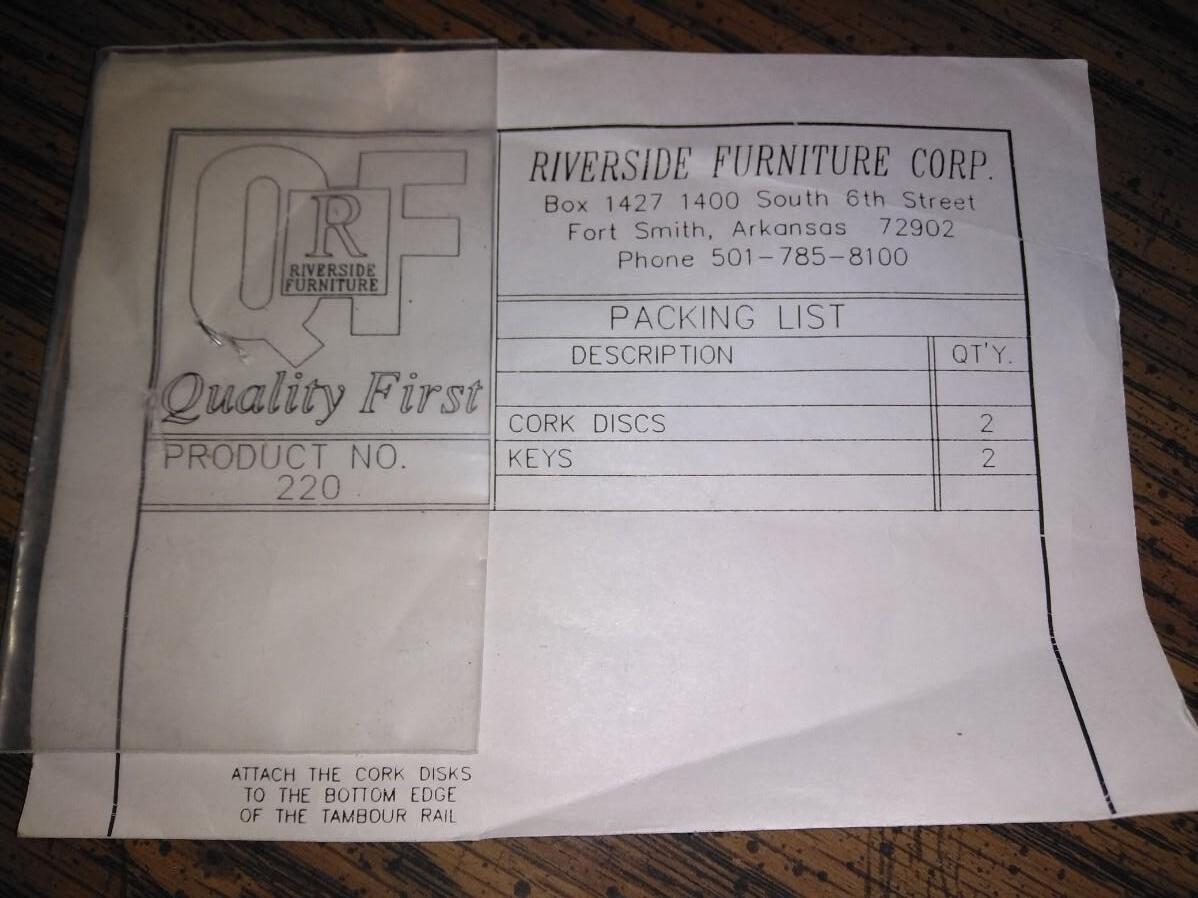 QF
R
RIVERSIDE
FURNITURE
Quality First
PRODUCT NO.
220
RIVERSIDE FURNITURE CORP.
Box 1427 1400 South 6th Street
Fort Smith, Arkansas 72902
Phone 501-785-8100
PACKING LIST
DESCRIPTION QT'Y.
CORK DISCS 2
KEYS 2
ATTACH THE CORK DISKS
TO THE BOTTOM EDGE
OF THE TAMBOUR RAIL